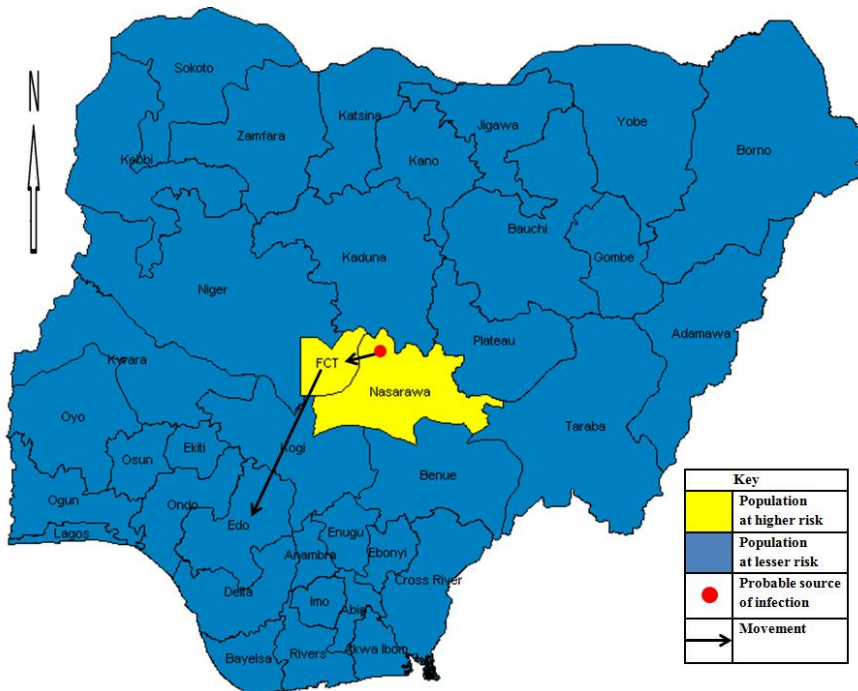 Sokoto
N
Katsina
Yobe
Jigawa
Zamfara
Borno
Kebbi
Kano
Bauchi
Gombe
Kaduna
Niger
Adamawa
Plateau
Kwara
FCT
Nasarawa
Oyo
Taraba
Ekiti
Kogi
Osun
Benue
Key
Ogun
Ondo
Population
at higher risk
Edo
Lagos
Enugu
Anambra
Ebonyi
Population
at lesser risk
Cross River
Delta
Imo
Abia
Probable source
of infection
Movement
Bayelsa
Rivers
Akwa Ibom